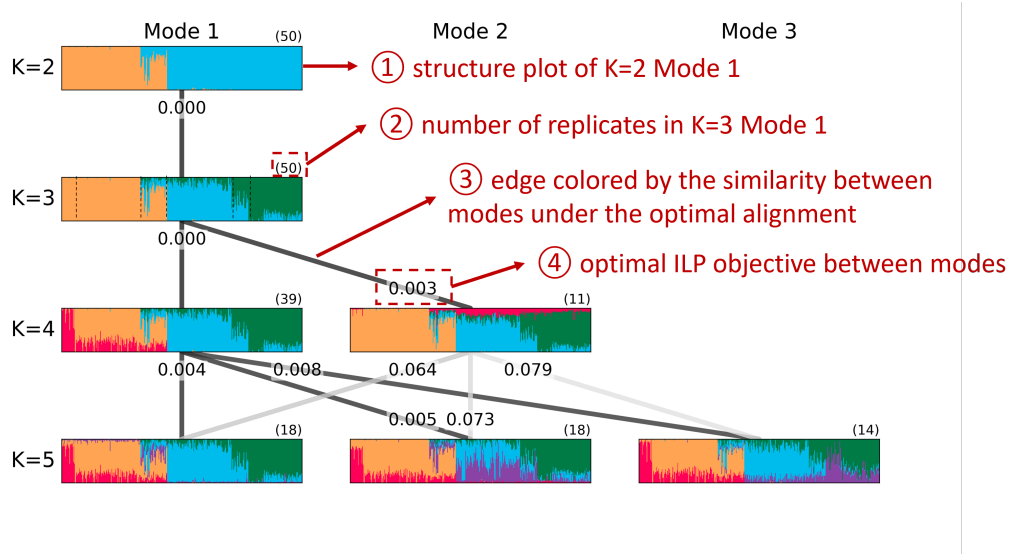 Mode 1
Mode 2
Mode 3
(50)
K=2
① structure plot of K=2 Mode 1
0.000
② number of replicates in K=3 Mode 1
(50)
K=3
③ edge colored by the similarity between
modes under the optimal alignment
0.000
④ optimal ILP objective between modes
0.003
(39)
(11)
K=4
0.004
0.008
0.064
0.079
0.005
0.073
(18)
(18)
(14)
K=5